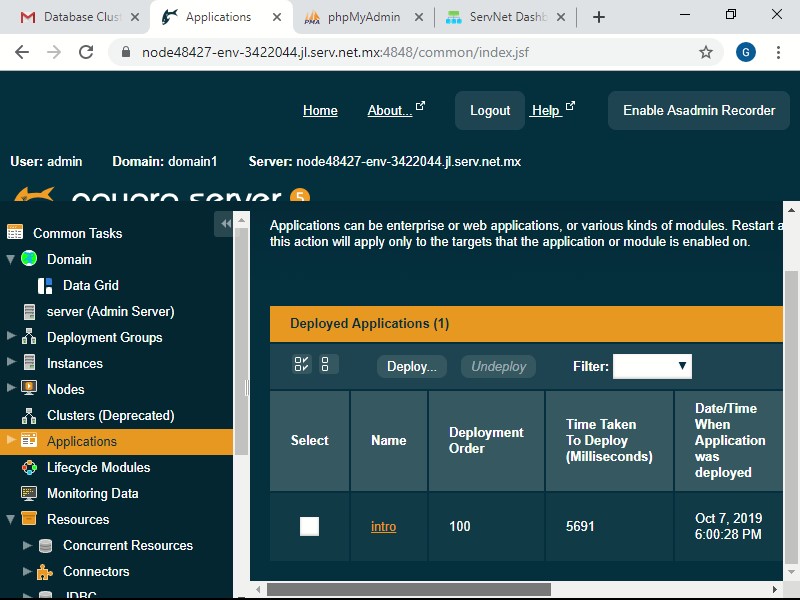 Database Clust
Applications
phpMyAdmin
ServNet Dashb
node48427-env-3422044.jl.serv.net.mx:4848/common/index.jsf
G
Home
About...
Logout
Help
Enable Asadmin Recorder
User: admin
Domain: domain1
Server: node48427-env-3422044.jl.serv.net.mx
payara server 5
Common Tasks
Domain
Data Grid
server (Admin Server)
Deployment Groups
Instances
Nodes
Clusters (Deprecated)
Applications
Lifecycle Modules
Monitoring Data
Resources
Concurrent Resources
Connectors
JDBC
Applications can be enterprise or web applications, or various kinds of modules. Restart a
this action will apply only to the targets that the application or module is enabled on.
Deployed Applications (1)
Deploy...
Undeploy
Filter:
Select
Name
Deployment
Order
Time Taken
To Deploy
(Milliseconds)
Date/Time
When
Application
was
deployed
intro
100
5691
Oct 7, 2019
6:00:28 PM